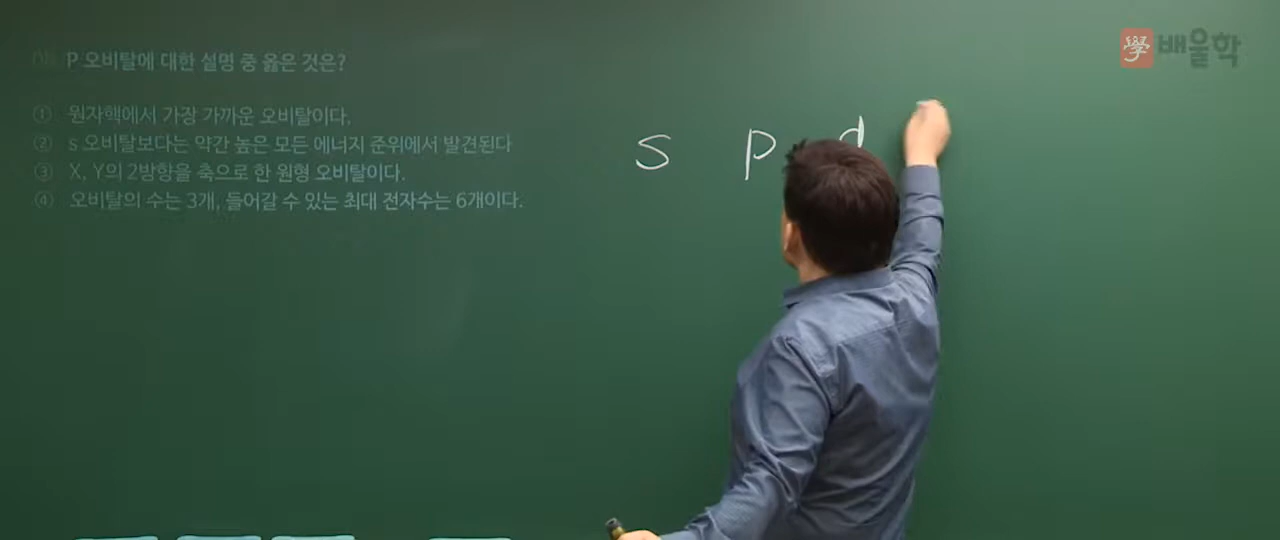 P 오비탈에 대한 설명 중 옳은 것은?
① 원자핵에서 가장 가까운 오비탈이다.
② s 오비탈보다는 약간 높은 모든 에너지 준위에서 발견된다
③ X, Y의 2방향을 축으로 한 원형 오비탈이다.
④ 오비탈의 수는 3개, 들어갈 수 있는 최대 전자수는 6개이다.
s p d
學 배울학